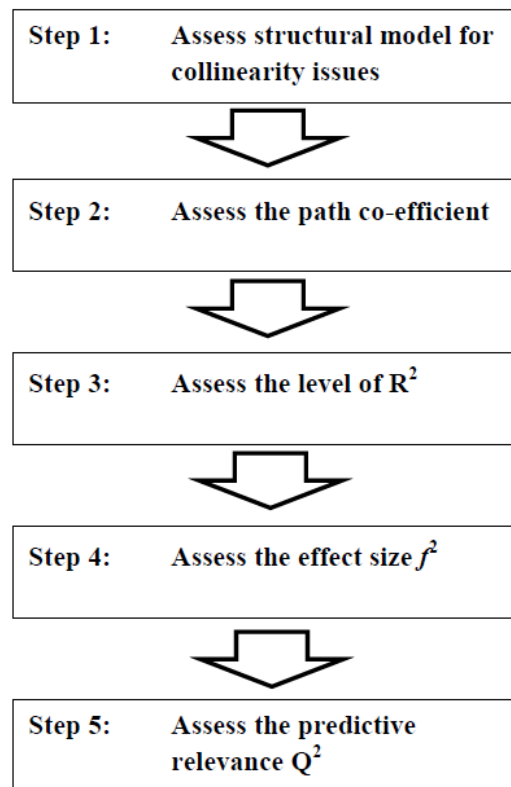 Step 1: Assess structural model for
collinearity issues
Step 2: Assess the path co-efficient
Step 3: Assess the level of R²
Step 4: Assess the effect size f²
Step 5: Assess the predictive
relevance Q²